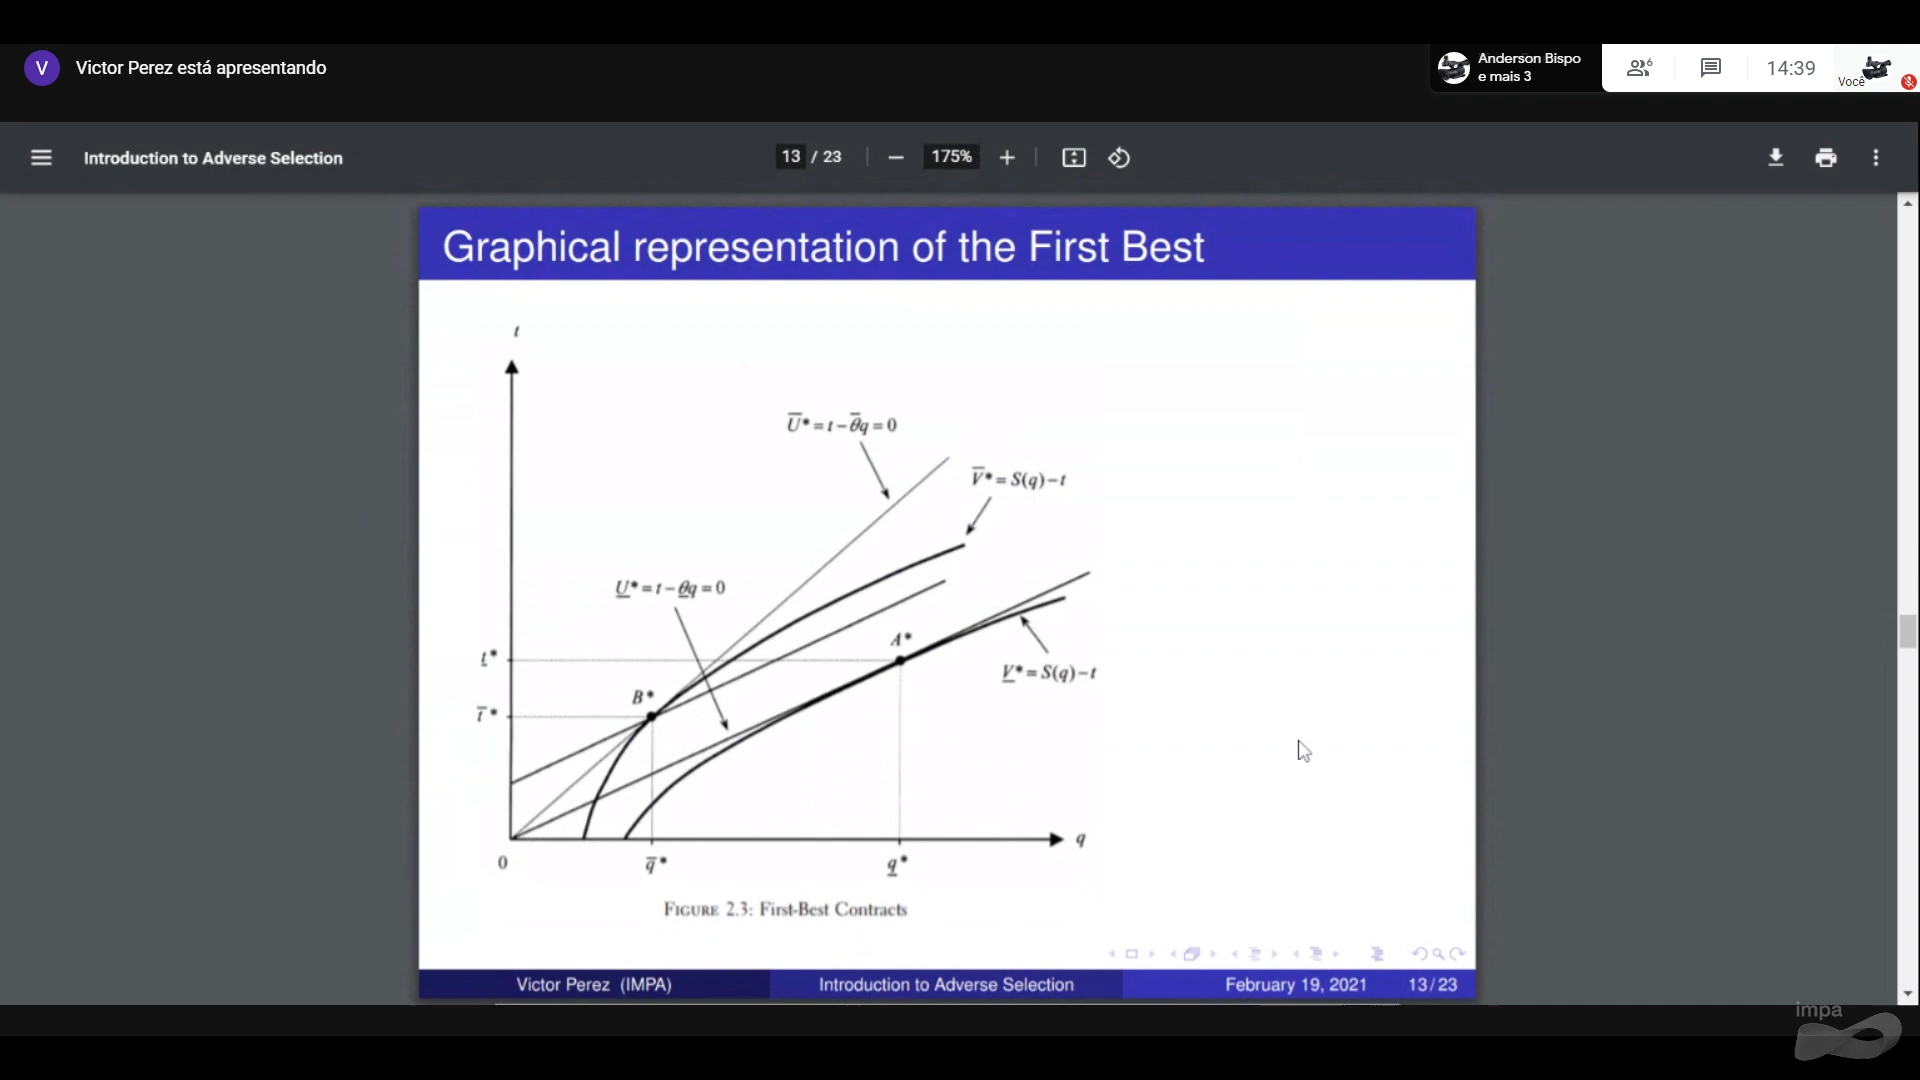 V Victor Perez está apresentando
Anderson Bispo
e mais 3
6
14:39
Você
Introduction to Adverse Selection
13 / 23
175%
Graphical representation of the First Best
t
U̅* = t − θ̅q = 0
V̅* = S(q) − t
U̲* = t − θ̲q = 0
A*
t̲*
V̲* = S(q) − t
B*
t̅*
q
0
q̅*
q̲*
FIGURE 2.3: First-Best Contracts
Victor Perez (IMPA)
Introduction to Adverse Selection
February 19, 2021
13 / 23
impa